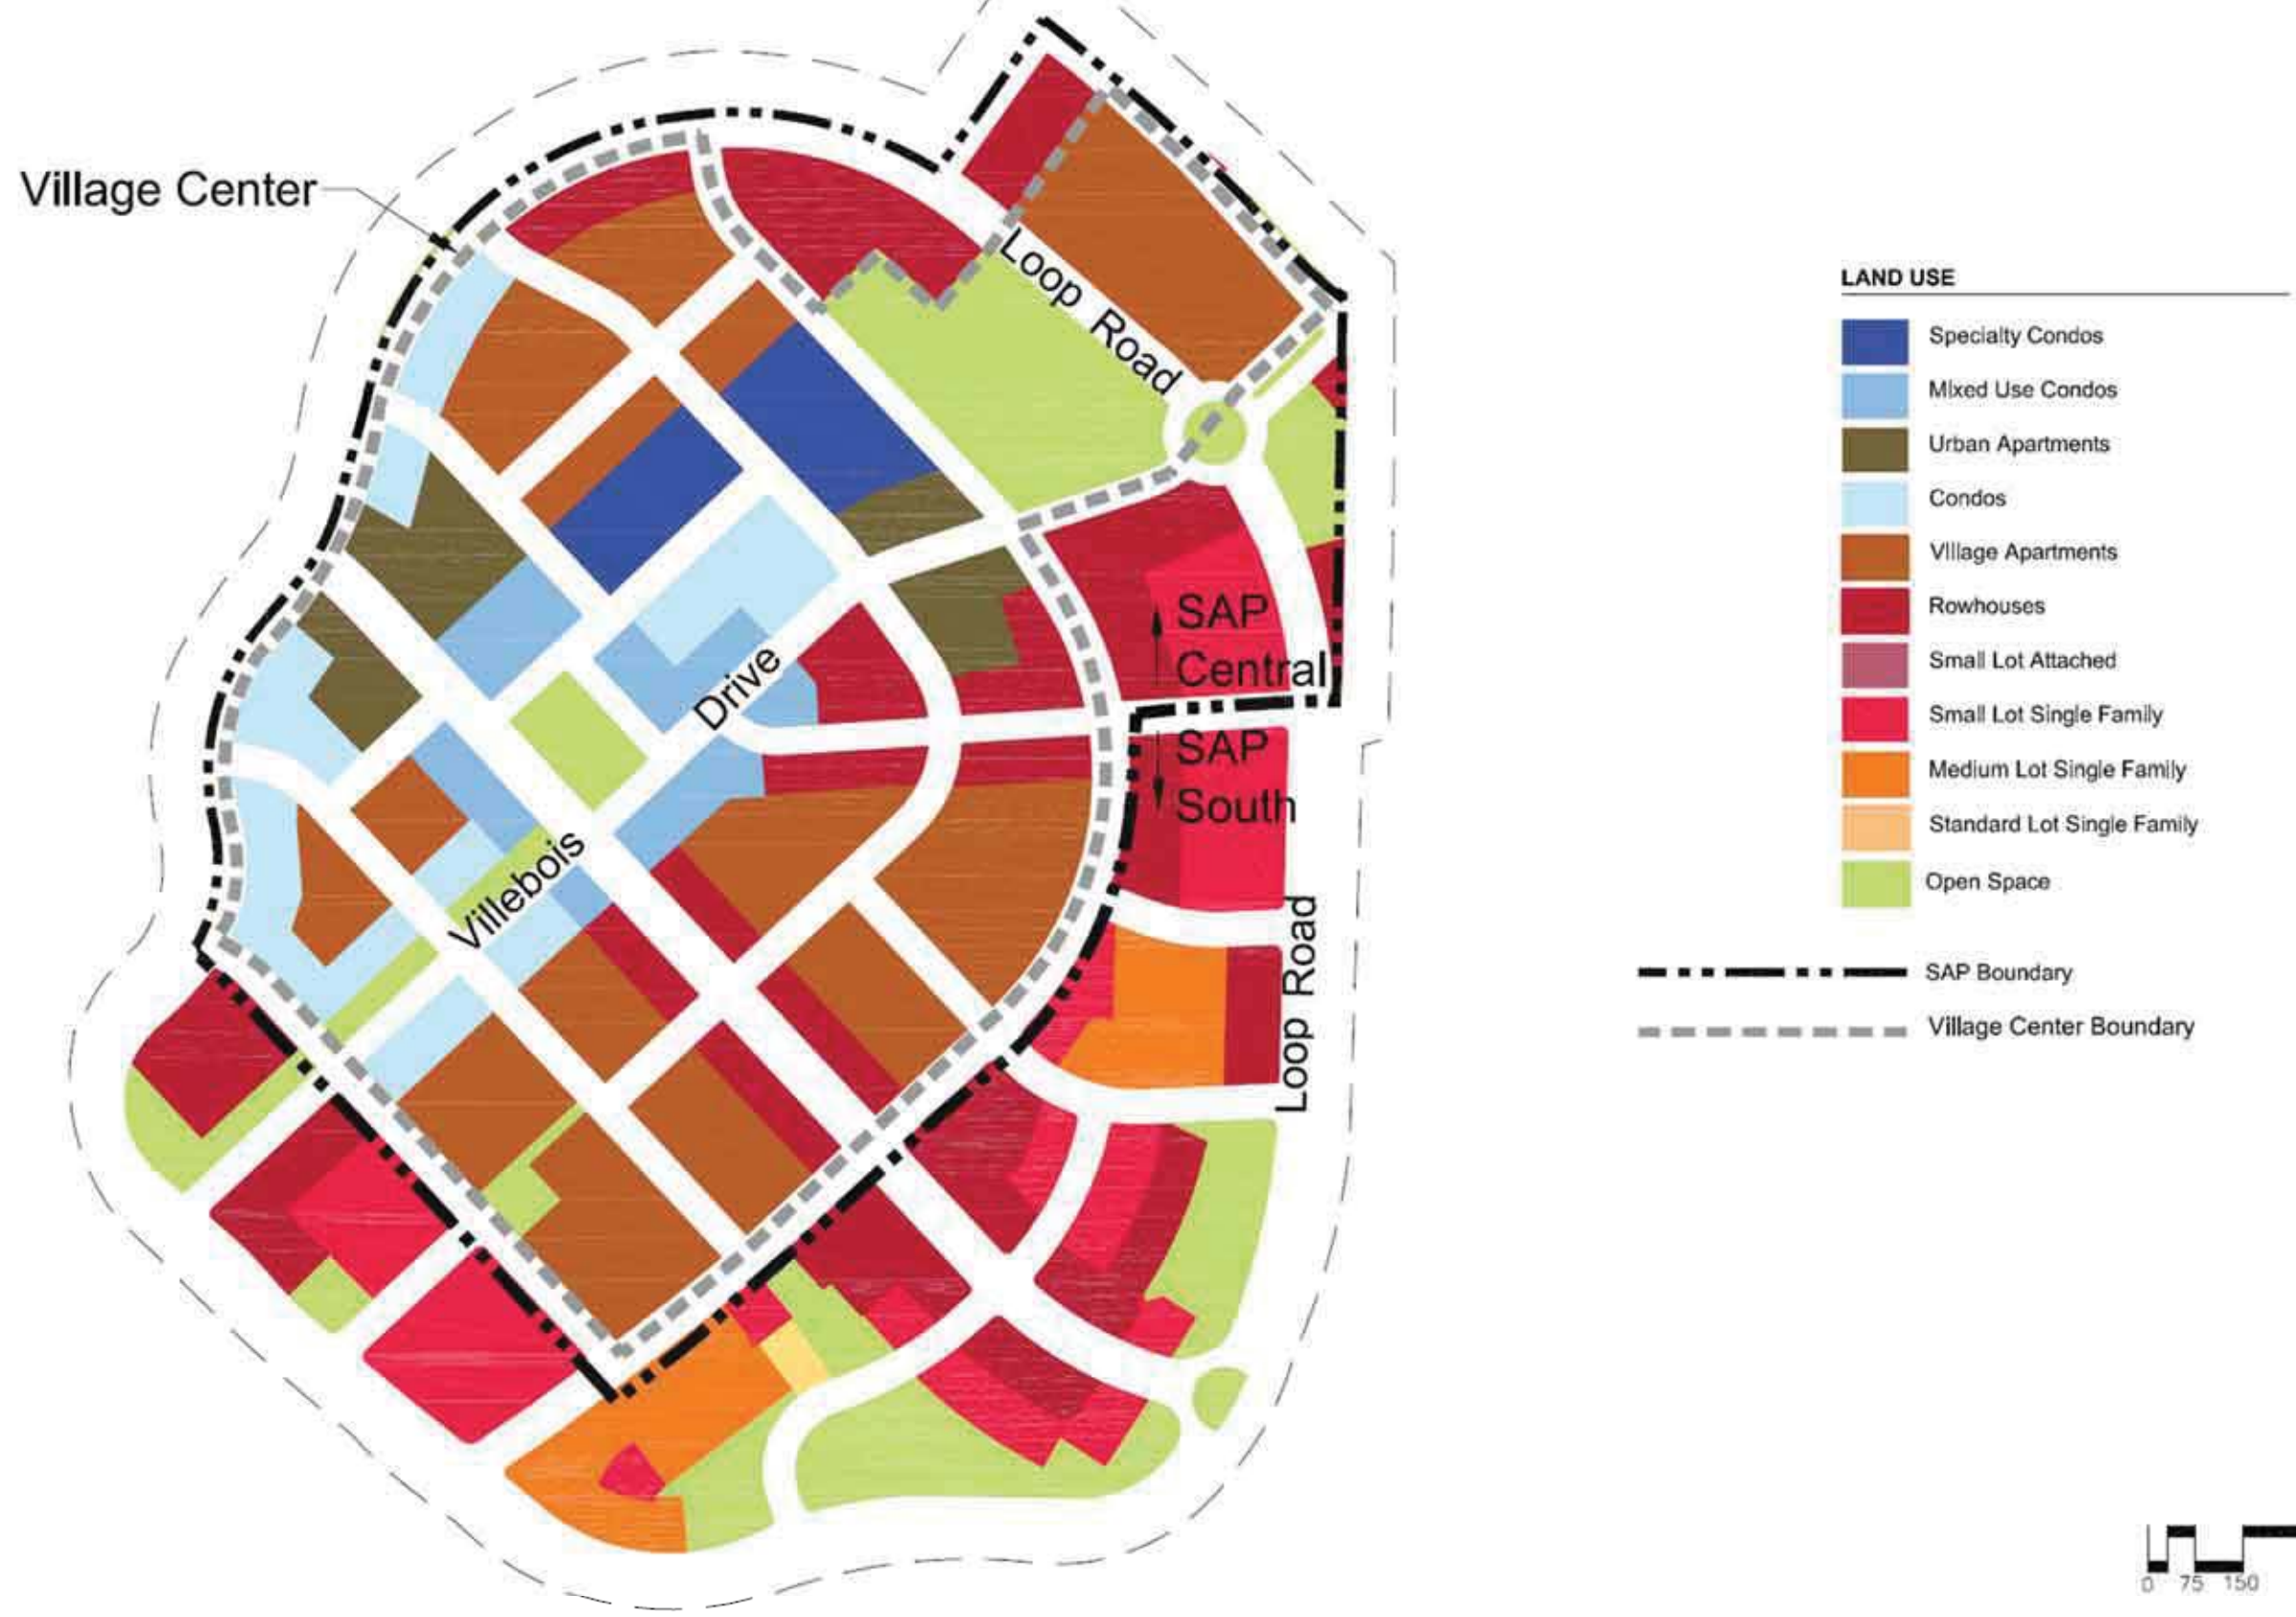 Village Center
Loop Road
SAP
Central
SAP
South
Drive
Villebois
Loop Road
LAND USE
Specialty Condos
MIxed Use Condos
Urban Apartments
Condos
VIllage Apartments
Rowhouses
Small Lot Attached
Small Lot Single Family
Medium Lot Single Family
Standard Lot Single Family
Open Space
SAP Boundary
Village Center Boundary
0 75 150